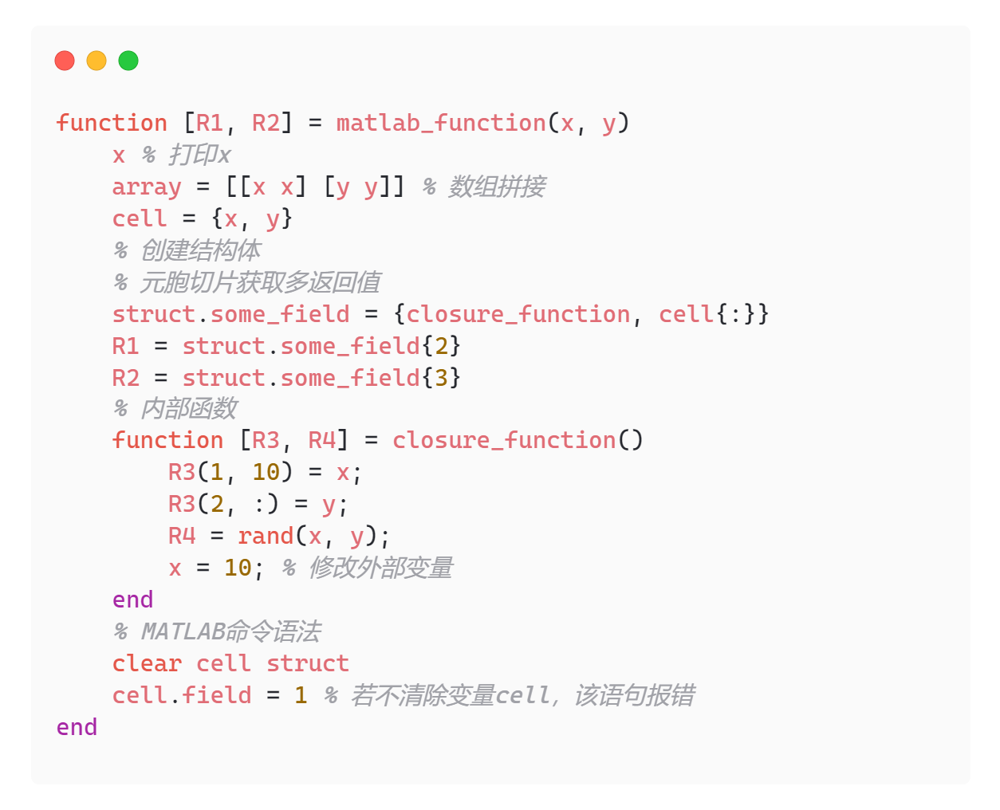 function [R1, R2] = matlab_function(x, y)
    x % 打印x
    array = [[x x] [y y]] % 数组拼接
    cell = {x, y}
    % 创建结构体
    % 元胞切片获取多返回值
    struct.some_field = {closure_function, cell{:}}
    R1 = struct.some_field{2}
    R2 = struct.some_field{3}
    % 内部函数
    function [R3, R4] = closure_function()
        R3(1, 10) = x;
        R3(2, :) = y;
        R4 = rand(x, y);
        x = 10; % 修改外部变量
    end
    % MATLAB命令语法
    clear cell struct
    cell.field = 1 % 若不清除变量cell，该语句报错
end